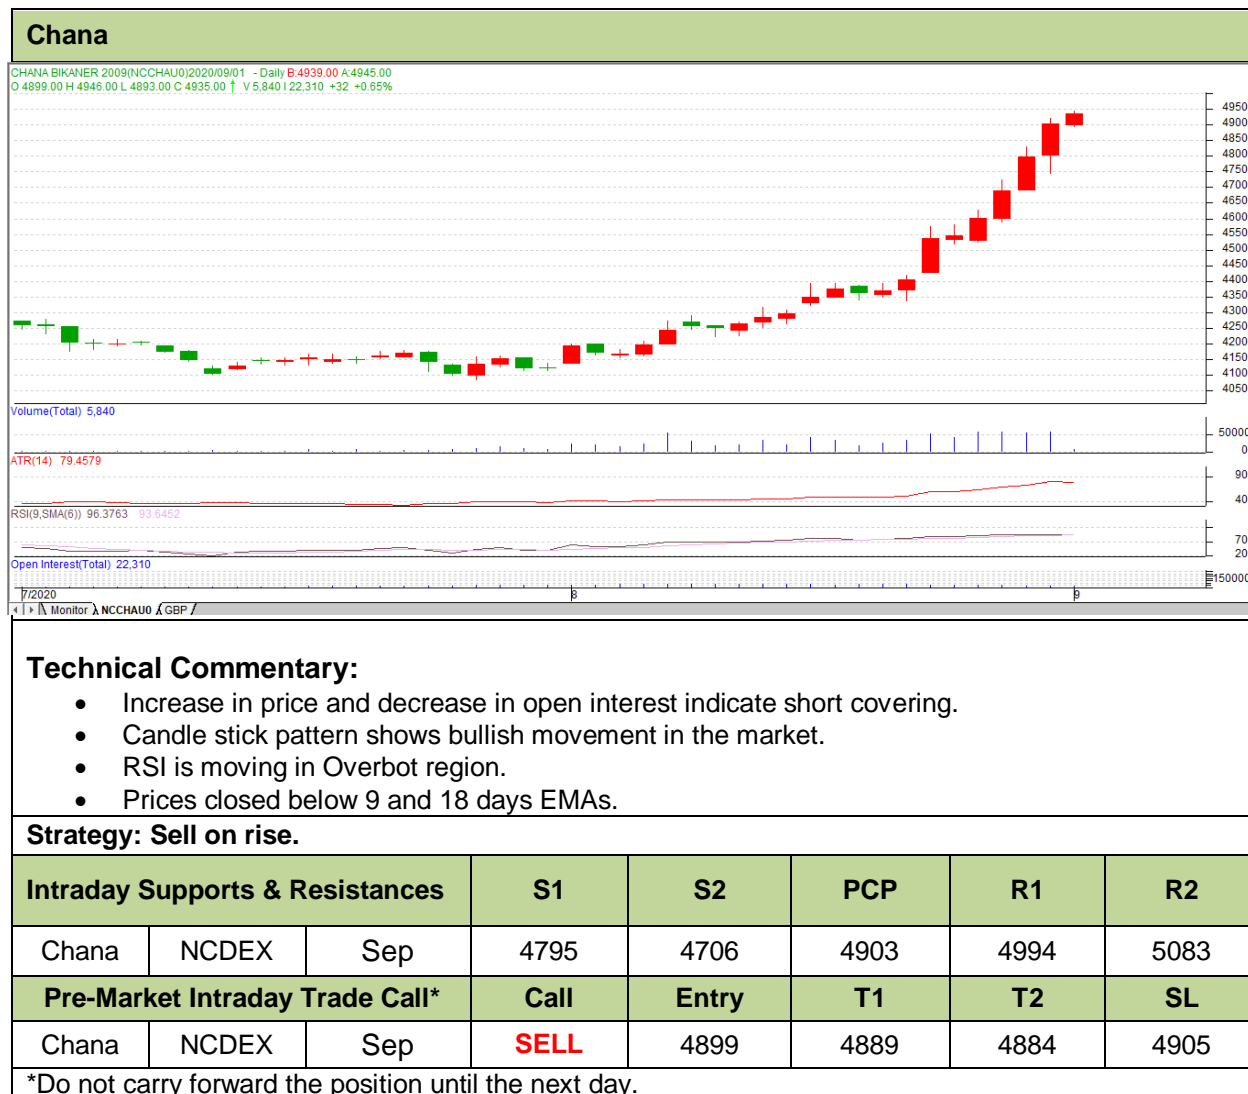 Chana
CHANA BIKANER 2009(NCCHAU0)2020/09/01 - Daily B:4939.00 A:4945.00
O 4899.00 H 4946.00 L 4893.00 C 4935.00 ↑ V 5,840 I 22,310 +32 +0.65%
4950
4900
4850
4800
4750
4700
4650
4600
4550
4500
4450
4400
4350
4300
4250
4200
4150
4100
4050
Volume(Total) 5,840
50000
0
ATR(14) 79.4579
90
40
RSI(9,SMA(6)) 96.3763 93.6452
70
20
Open Interest(Total) 22,310
150000
7/2020 8 9
Monitor NCCHAU0 GBP
Technical Commentary:
• Increase in price and decrease in open interest indicate short covering.
• Candle stick pattern shows bullish movement in the market.
• RSI is moving in Overbot region.
• Prices closed below 9 and 18 days EMAs.
Strategy: Sell on rise.
Intraday Supports & Resistances S1 S2 PCP R1 R2
Chana NCDEX Sep 4795 4706 4903 4994 5083
Pre-Market Intraday Trade Call* Call Entry T1 T2 SL
Chana NCDEX Sep SELL 4899 4889 4884 4905
*Do not carry forward the position until the next day.